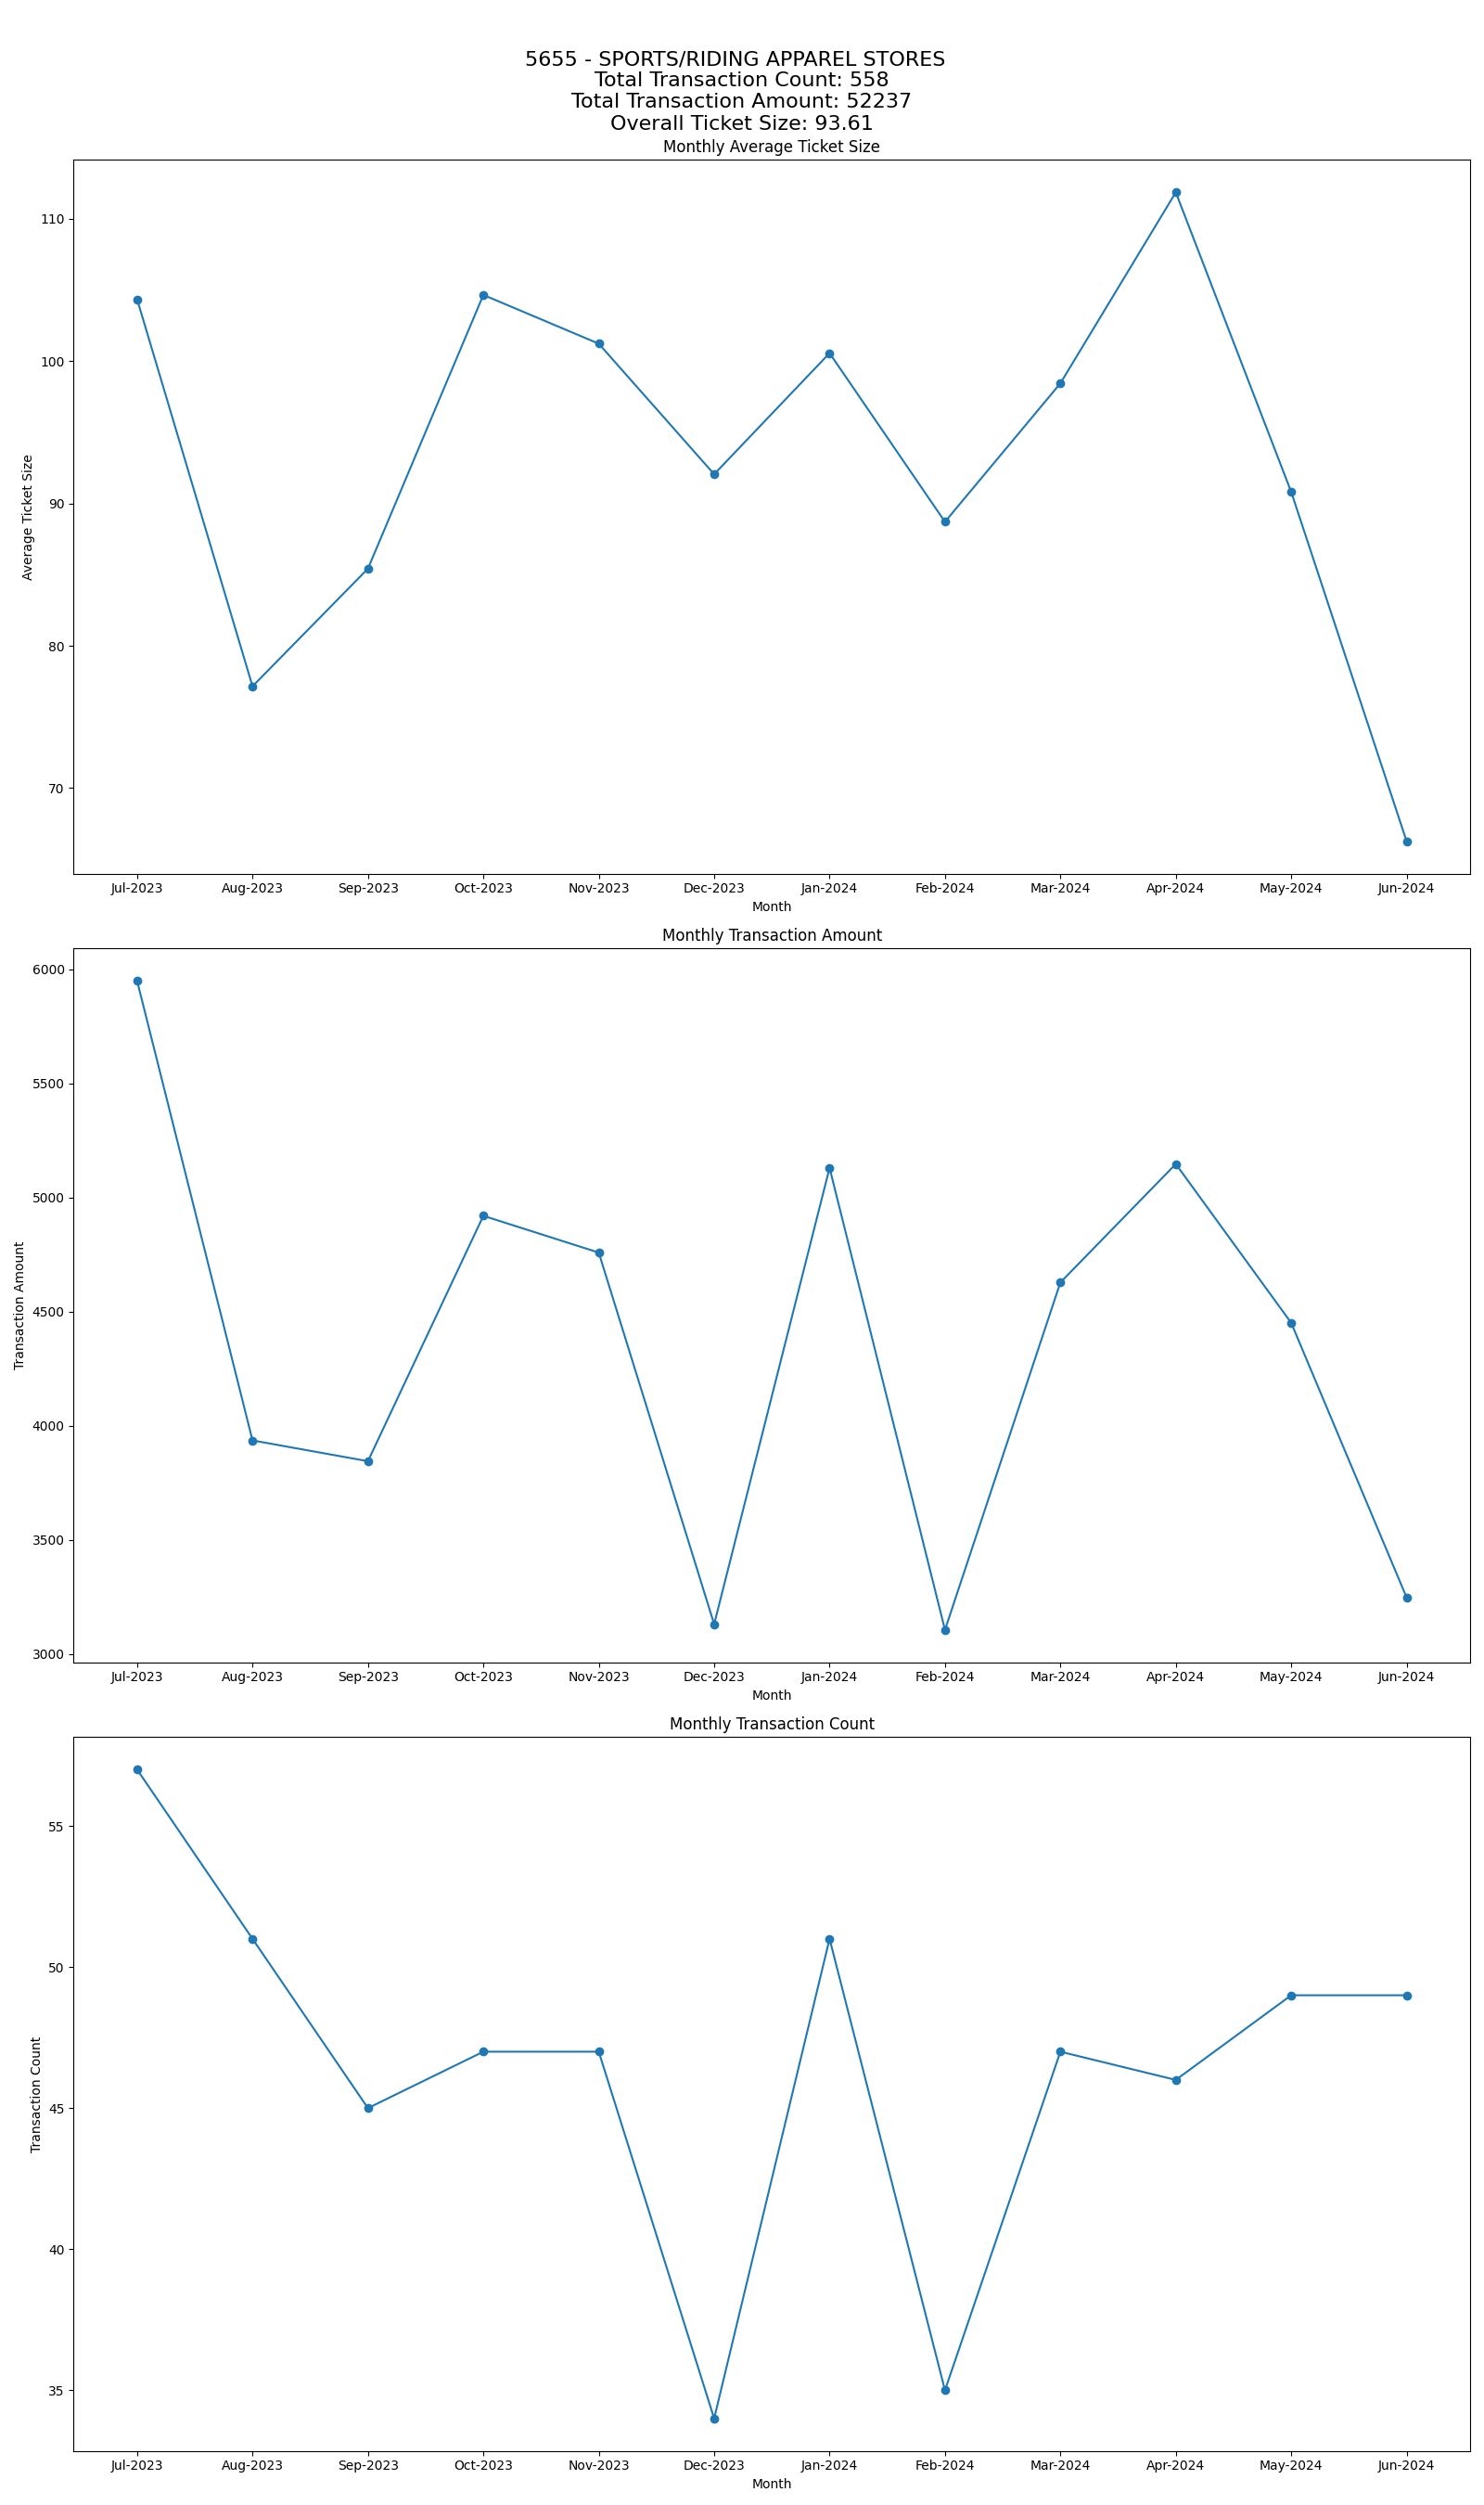 5655 - SPORTS/RIDING APPAREL STORES
Total Transaction Count: 558
Total Transaction Amount: 52237
Overall Ticket Size: 93.61
Monthly Average Ticket Size
110
100
90
80
70
Average Ticket Size
Jul-2023 Aug-2023 Sep-2023 Oct-2023 Nov-2023 Dec-2023 Jan-2024 Feb-2024 Mar-2024 Apr-2024 May-2024 Jun-2024
Month
Monthly Transaction Amount
6000
5500
5000
4500
4000
3500
3000
Transaction Amount
Jul-2023 Aug-2023 Sep-2023 Oct-2023 Nov-2023 Dec-2023 Jan-2024 Feb-2024 Mar-2024 Apr-2024 May-2024 Jun-2024
Month
Monthly Transaction Count
55
50
45
40
35
Transaction Count
Jul-2023 Aug-2023 Sep-2023 Oct-2023 Nov-2023 Dec-2023 Jan-2024 Feb-2024 Mar-2024 Apr-2024 May-2024 Jun-2024
Month